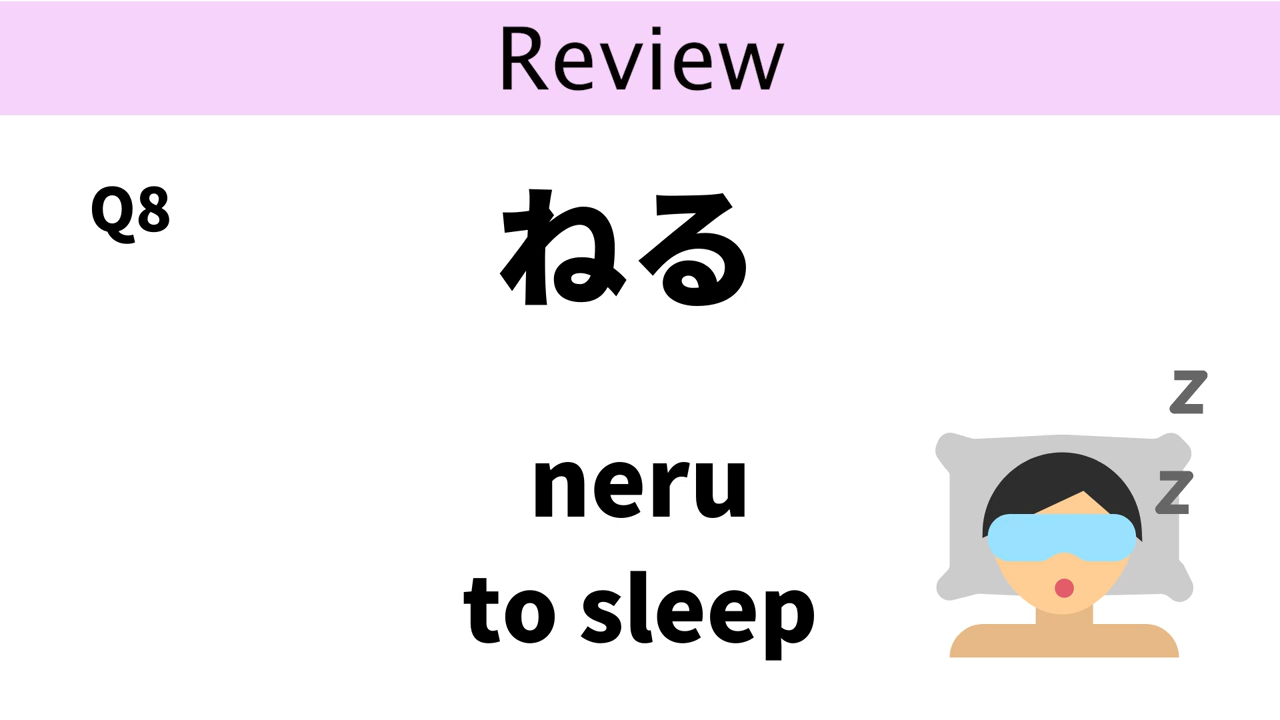 Review
Q8
ねる
neru
to sleep
z
z